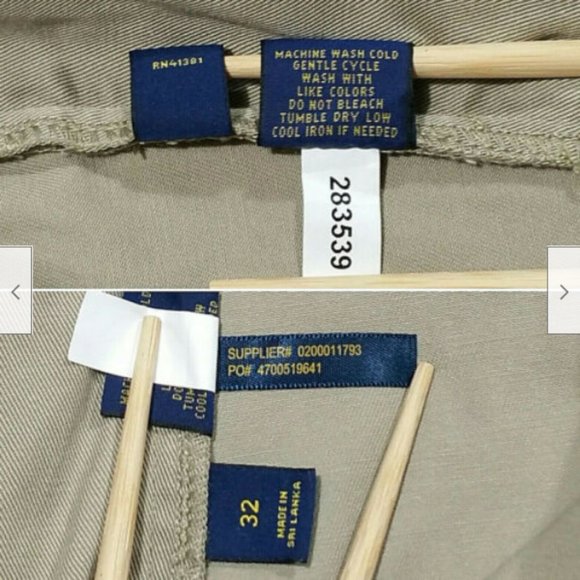 RN41381
MACHINE WASH COLD
GENTLE CYCLE
WASH WITH
LIKE COLORS
DO NOT BLEACH
TUMBLE DRY LOW
COOL IRON IF NEEDED
283539
SUPPLIER# 0200011793
PO# 4700519641
32
MADE IN
SRI LANKA